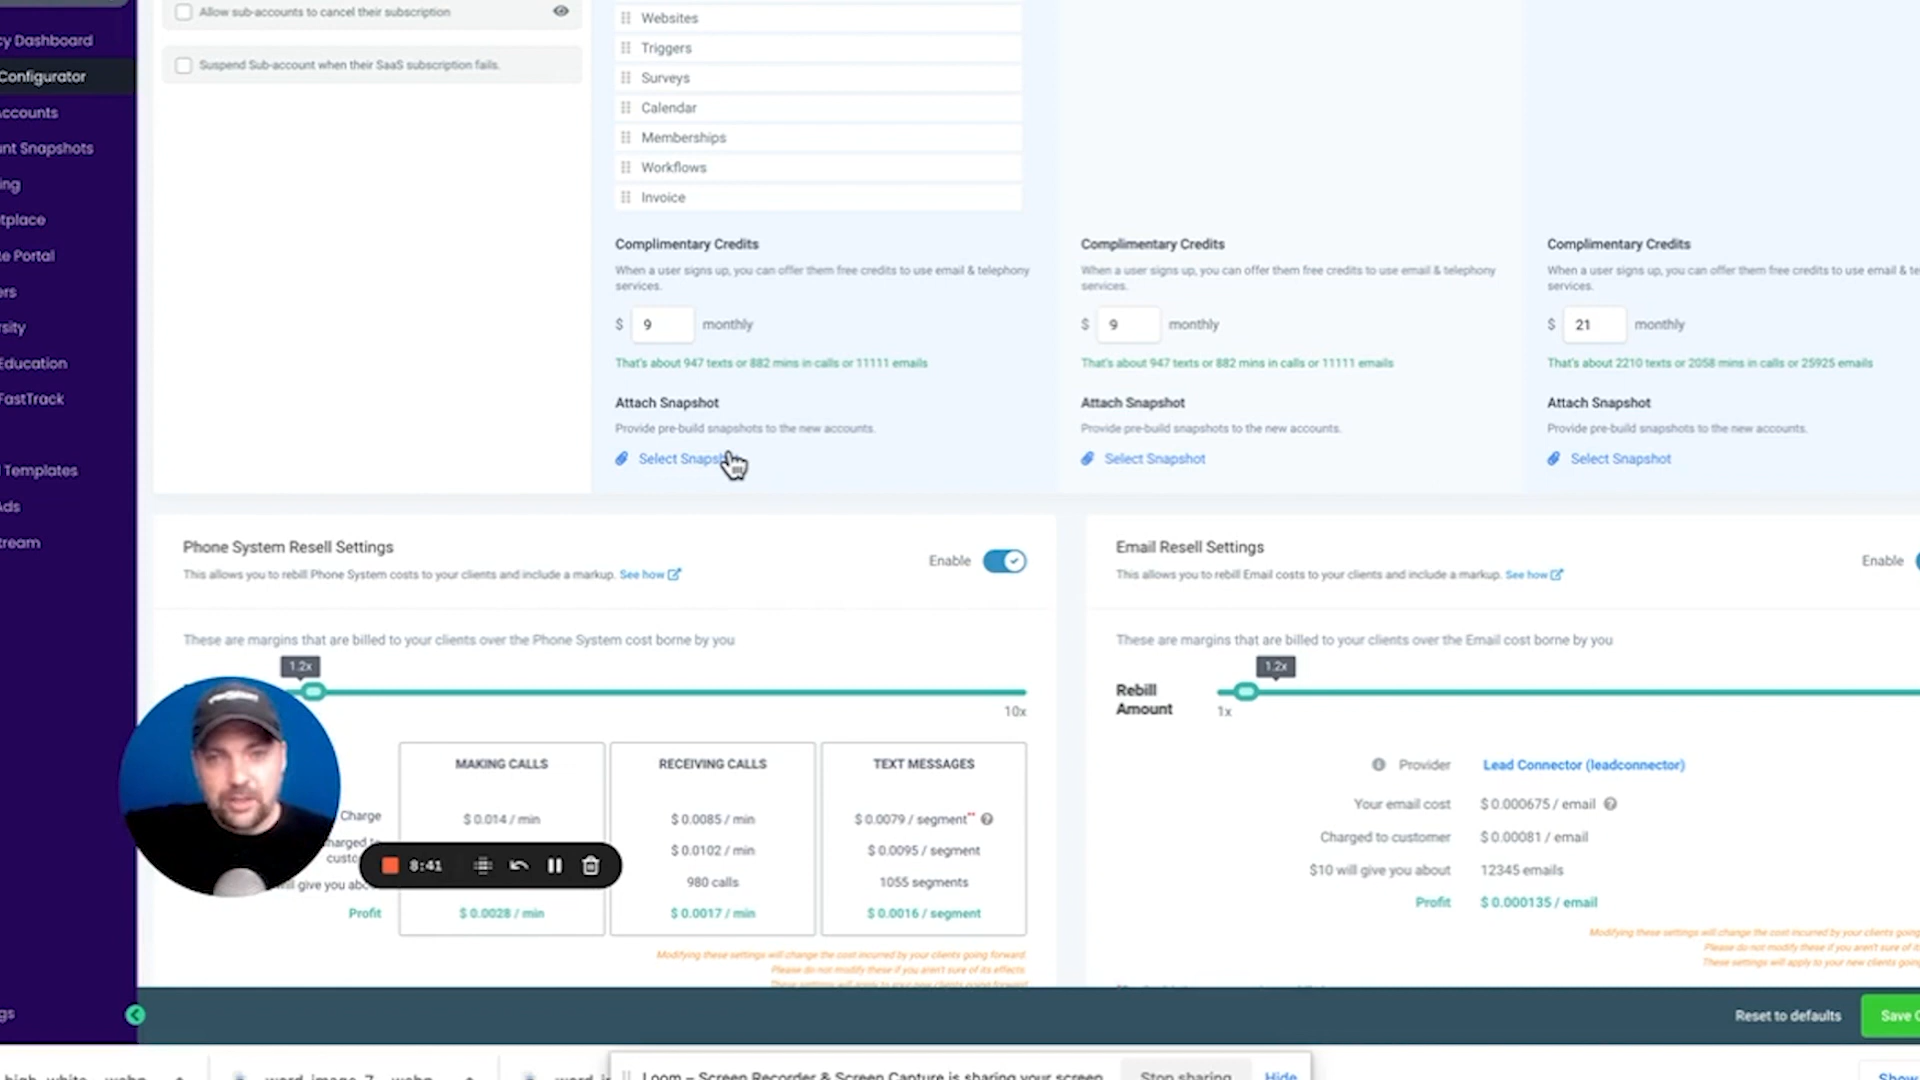 Allow sub-accounts to cancel their subscription
Suspend Sub-account when their SaaS subscription fails.
cy Dashboard
Configurator
ccounts
nt Snapshots
ing
tplace
e Portal
ers
sity
Education
FastTrack
Templates
Ads
tream
gs
Websites
Triggers
Surveys
Calendar
Memberships
Workflows
Invoice
Complimentary Credits
When a user signs up, you can offer them free credits to use email & telephony
services.
$ 9 monthly
That's about 947 texts or 882 mins in calls or 11111 emails
Attach Snapshot
Provide pre-build snapshots to the new accounts.
Select Snapsh
Complimentary Credits
When a user signs up, you can offer them free credits to use email & telephony
services.
$ 9 monthly
That's about 947 texts or 882 mins in calls or 11111 emails
Attach Snapshot
Provide pre-build snapshots to the new accounts.
Select Snapshot
Complimentary Credits
When a user signs up, you can offer them free credits to use email & te
services.
$ 21 monthly
That's about 2210 texts or 2058 mins in calls or 25925 emails
Attach Snapshot
Provide pre-build snapshots to the new accounts.
Select Snapshot
Phone System Resell Settings
Enable
This allows you to rebill Phone System costs to your clients and include a markup. See how
These are margins that are billed to your clients over the Phone System cost borne by you
1.2x
10x
MAKING CALLS RECEIVING CALLS TEXT MESSAGES
Charge $ 0.014 / min $ 0.0085 / min $ 0.0079 / segment**
harged to
custo
$ 0.0102 / min $ 0.0095 / segment
ill give you abo 980 calls 1055 segments
Profit $ 0.0028 / min $ 0.0017 / min $ 0.0016 / segment
8:41
Modifying these settings will change the cost incurred by your clients going forward.
Please do not modify these if you aren't sure of its effects.
These settings will apply to your new clients going forward
Email Resell Settings
Enable
This allows you to rebill Email costs to your clients and include a markup. See how
These are margins that are billed to your clients over the Email cost borne by you
1.2x
Rebill
Amount
1x
Provider Lead Connector (leadconnector)
Your email cost $ 0.000675 / email
Charged to customer $ 0.00081 / email
$10 will give you about 12345 emails
Profit $ 0.000135 / email
Modifying these settings will change the cost incurred by your clients going
Please do not modify these if you aren't sure of it
These settings will apply to your new clients going
Reset to defaults
Save
Loom – Screen Recorder & Screen Capture is sharing your screen.
Stop sharing
Hide
Show